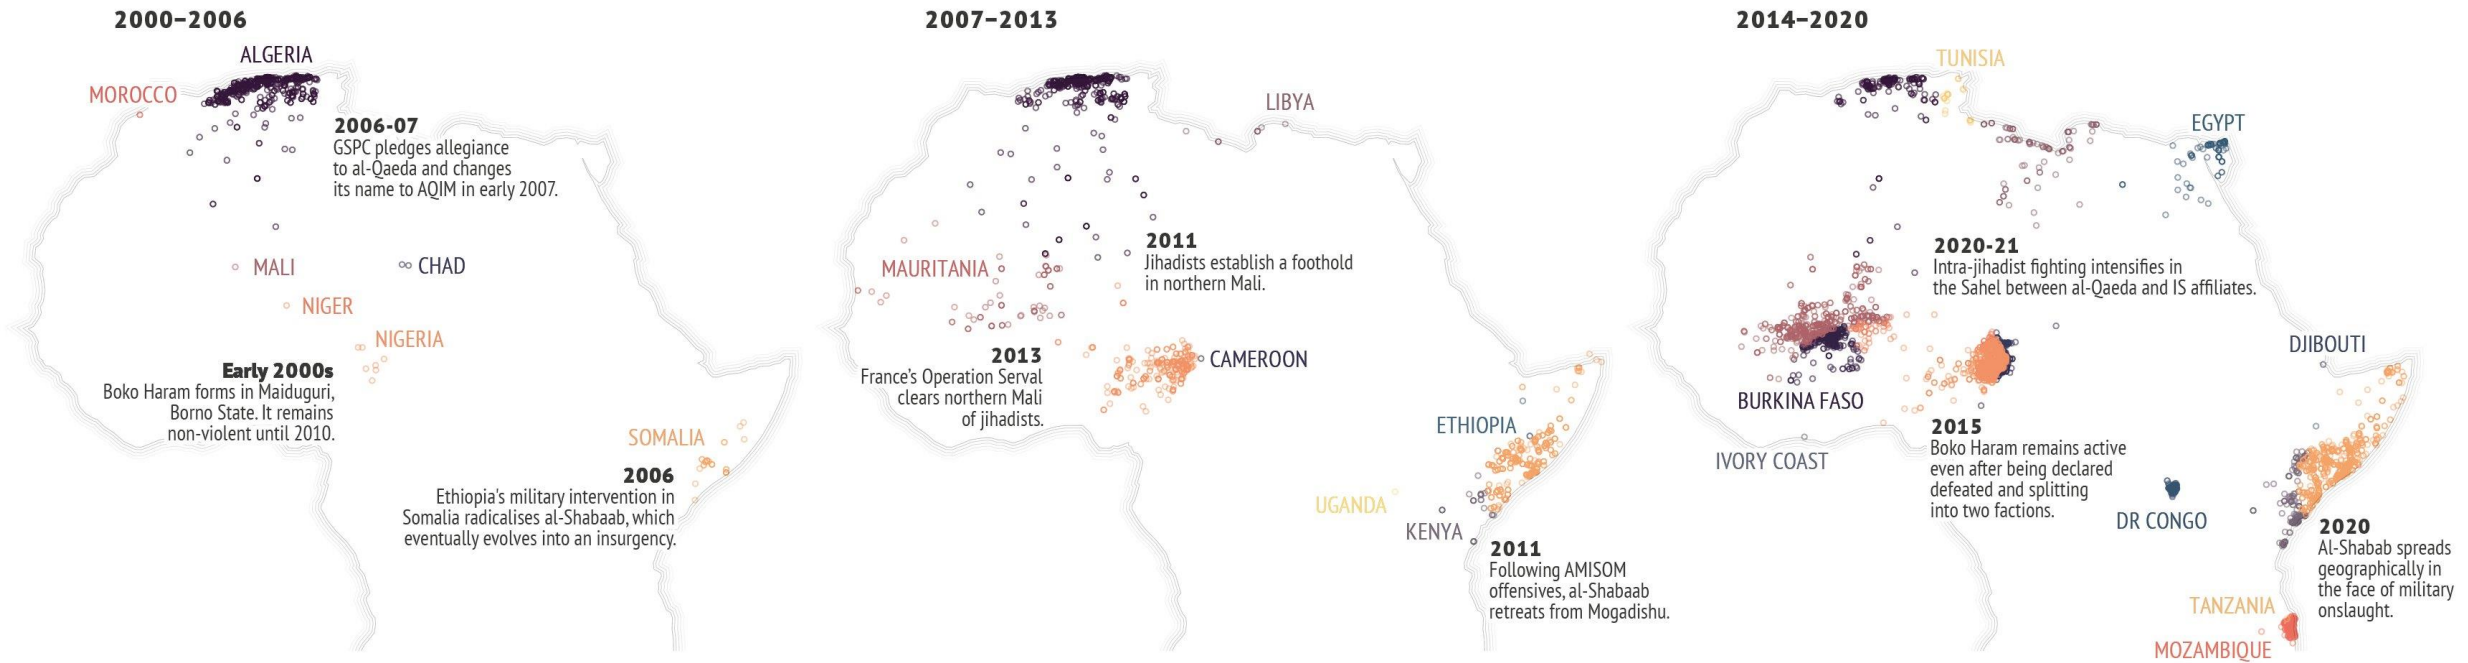 2000–2006
ALGERIA
MOROCCO
2006-07
GSPC pledges allegiance
to al-Qaeda and changes
its name to AQIM in early 2007.
MALI
CHAD
NIGER
NIGERIA
Early 2000s
Boko Haram forms in Maiduguri,
Borno State. It remains
non-violent until 2010.
SOMALIA
2006
Ethiopia's military intervention in
Somalia radicalises al-Shabaab, which
eventually evolves into an insurgency.
2007–2013
LIBYA
2011
Jihadists establish a foothold
in northern Mali.
MAURITANIA
2013
France's Operation Serval
clears northern Mali
of jihadists.
CAMEROON
ETHIOPIA
UGANDA
KENYA
2011
Following AMISOM
offensives, al-Shabaab
retreats from Mogadishu.
2014–2020
TUNISIA
EGYPT
2020-21
Intra-jihadist fighting intensifies in
the Sahel between al-Qaeda and IS affiliates.
DJIBOUTI
BURKINA FASO
IVORY COAST
2015
Boko Haram remains active
even after being declared
defeated and splitting
into two factions.
DR CONGO
2020
Al-Shabab spreads
geographically in
the face of military
onslaught.
TANZANIA
MOZAMBIQUE